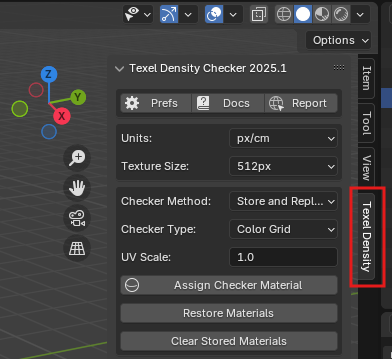 Options
Z
Y
X
Texel Density Checker 2025.1
Prefs
Docs
Report
Units:
px/cm
Texture Size:
512px
Checker Method:
Store and Repl...
Checker Type:
Color Grid
UV Scale:
1.0
Assign Checker Material
Restore Materials
Clear Stored Materials
Item
Tool
View
Texel Density